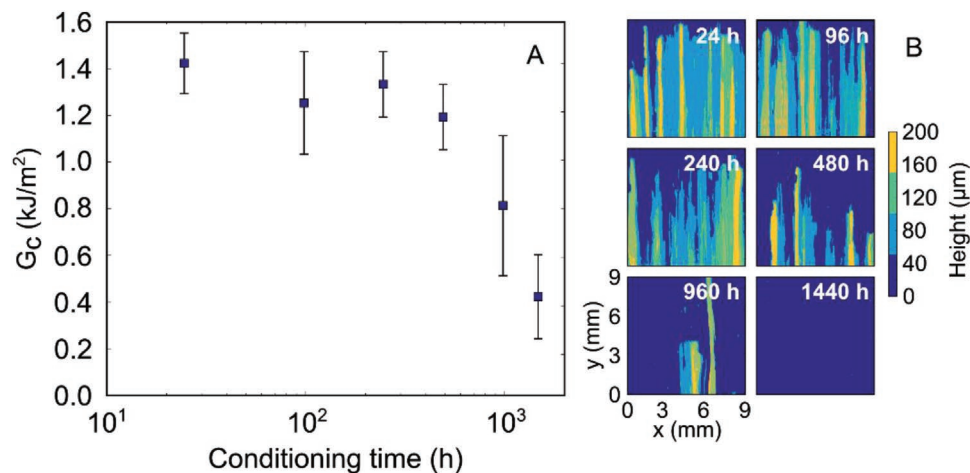 1.6
1.4
1.2
1.0
0.8
0.6
0.4
0.2
0.0
G_C (kJ/m²)
10¹ 10² 10³
Conditioning time (h)
A
24 h 96 h B
240 h 480 h
960 h 1440 h
200
160
120
80
40
0
Height (μm)
9
6
3
0
y (mm)
0 3 6 9
x (mm)